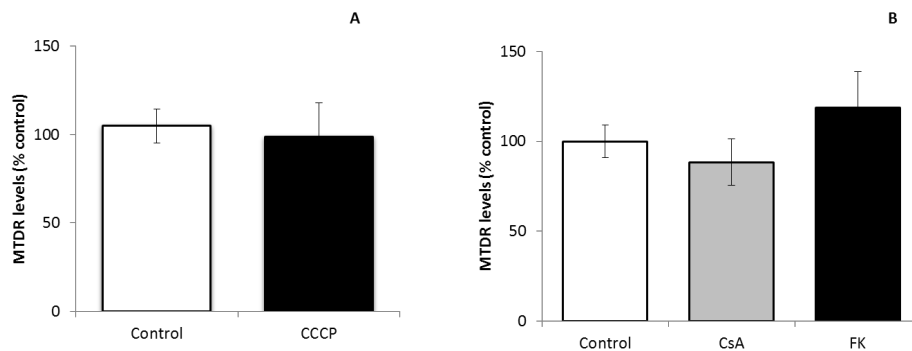 A
MTDR levels (% control)
150
100
50
0
Control CCCP
B
MTDR levels (% control)
150
100
50
0
Control CsA FK